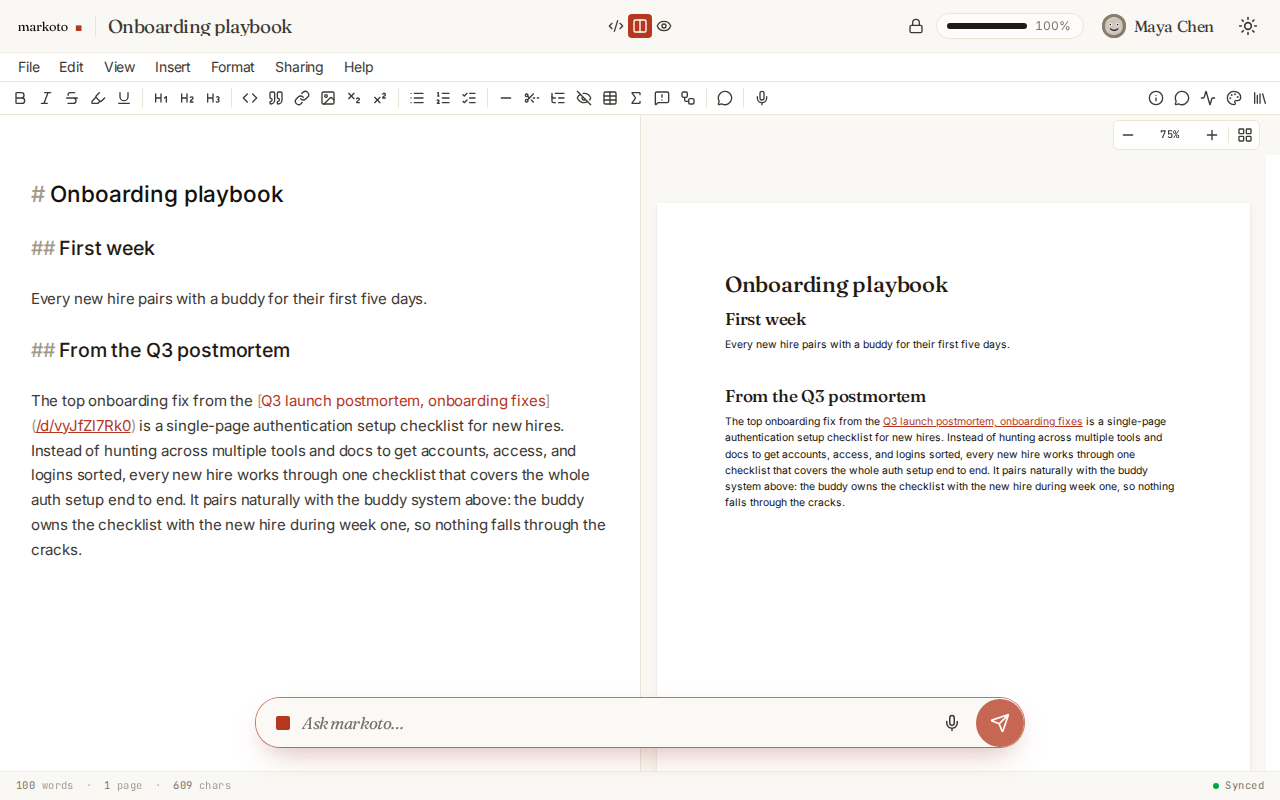 markoto
Onboarding playbook
100%
Maya Chen
File Edit View Insert Format Sharing Help
H1 H2 H3
75%
# Onboarding playbook
## First week
Every new hire pairs with a buddy for their first five days.
## From the Q3 postmortem
The top onboarding fix from the [Q3 launch postmortem, onboarding fixes]
(/d/vyJfZI7Rk0) is a single-page authentication setup checklist for new hires.
Instead of hunting across multiple tools and docs to get accounts, access, and
logins sorted, every new hire works through one checklist that covers the whole
auth setup end to end. It pairs naturally with the buddy system above: the buddy
owns the checklist with the new hire during week one, so nothing falls through the
cracks.
Onboarding playbook
First week
Every new hire pairs with a buddy for their first five days.
From the Q3 postmortem
The top onboarding fix from the Q3 launch postmortem, onboarding fixes is a single-page
authentication setup checklist for new hires. Instead of hunting across multiple tools and
docs to get accounts, access, and logins sorted, every new hire works through one
checklist that covers the whole auth setup end to end. It pairs naturally with the buddy
system above: the buddy owns the checklist with the new hire during week one, so nothing
falls through the cracks.
Ask markoto...
100 words · 1 page · 609 chars
Synced